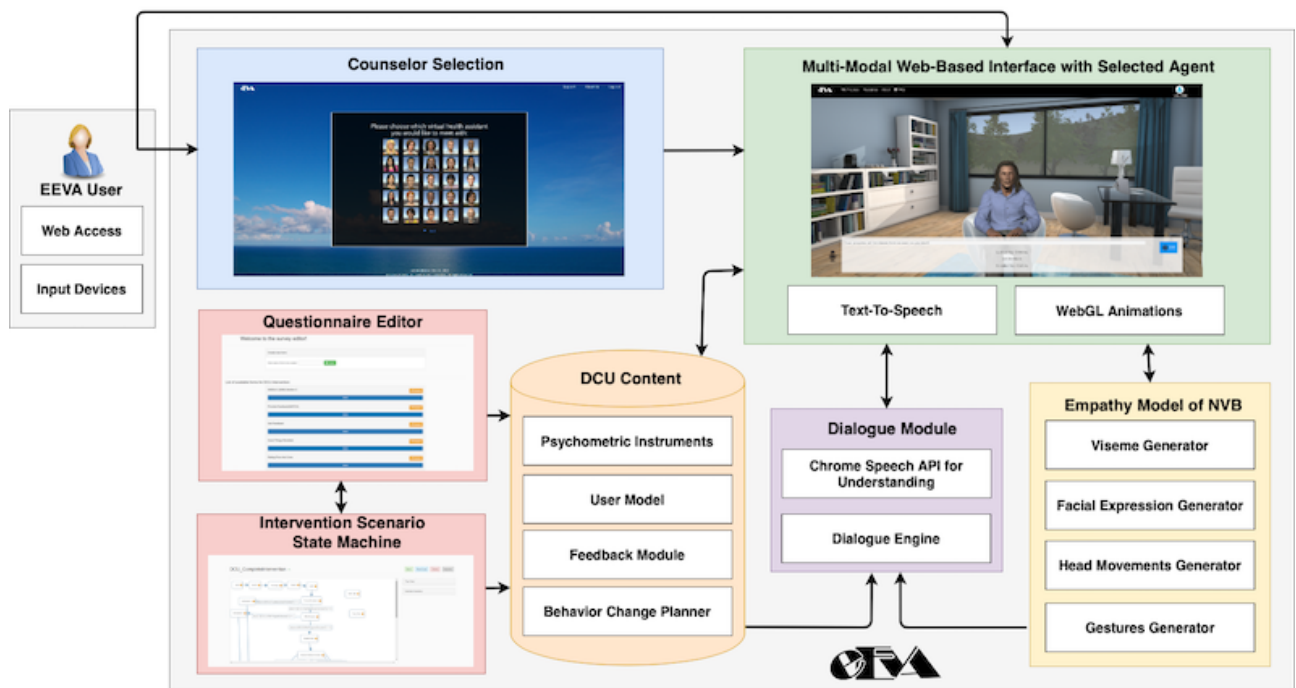 Counselor Selection
Please choose which virtual health assistant
you would like to meet with:
Multi-Modal Web-Based Interface with Selected Agent
EEVA User
Web Access
Input Devices
Text-To-Speech
WebGL Animations
Questionnaire Editor
Welcome to the survey editor!
DCU Content
Psychometric Instruments
User Model
Feedback Module
Behavior Change Planner
Intervention Scenario
State Machine
Dialogue Module
Chrome Speech API for
Understanding
Dialogue Engine
Empathy Model of NVB
Viseme Generator
Facial Expression Generator
Head Movements Generator
Gestures Generator
eEVA